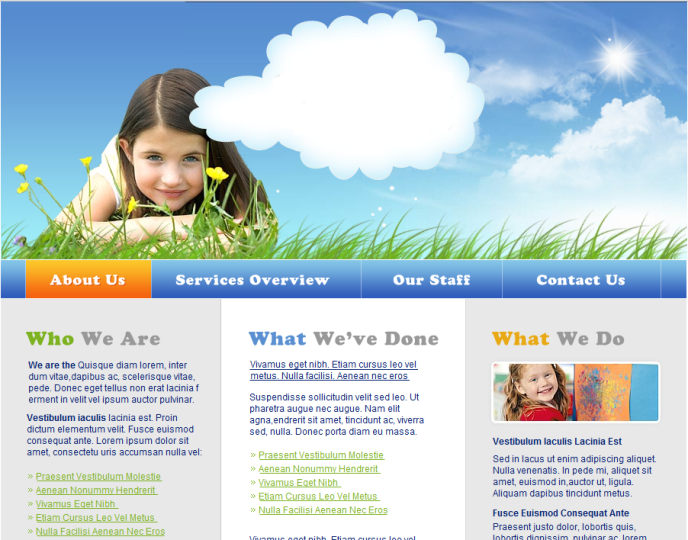 About Us
Services Overview
Our Staff
Contact Us
Who We Are
We are the Quisque diam lorem, inter
dum vitae,dapibus ac, scelerisque vitae,
pede. Donec eget tellus non erat lacinia f
erment in velit vel ipsum auctor pulvinar.
Vestibulum iaculis lacinia est. Proin
dictum elementum velit. Fusce euismod
consequat ante. Lorem ipsum dolor sit
amet, consectetu uris accumsan nulla vel:
» Praesent Vestibulum Molestie
» Aenean Nonummy Hendrerit
» Vivamus Eget Nibh
» Etiam Cursus Leo Vel Metus
» Nulla Facilisi Aenean Nec Eros
What We've Done
Vivamus eget nibh. Etiam cursus leo vel
metus. Nulla facilisi. Aenean nec eros
Suspendisse sollicitudin velit sed leo. Ut
pharetra augue nec augue. Nam elit
agna,endrerit sit amet, tincidunt ac, viverra
sed, nulla. Donec porta diam eu massa.
» Praesent Vestibulum Molestie
» Aenean Nonummy Hendrerit
» Vivamus Eget Nibh
» Etiam Cursus Leo Vel Metus
» Nulla Facilisi Aenean Nec Eros
Vivamus eget nibh. Etiam cursus leo vel
What We Do
Vestibulum Iaculis Lacinia Est
Sed in lacus ut enim adipiscing aliquet.
Nulla venenatis. In pede mi, aliquet sit
amet, euismod in,auctor ut, ligula.
Aliquam dapibus tincidunt metus.
Fusce Euismod Consequat Ante
Praesent justo dolor, lobortis quis,
lobortis dignissim, pulvinar ac, lorem